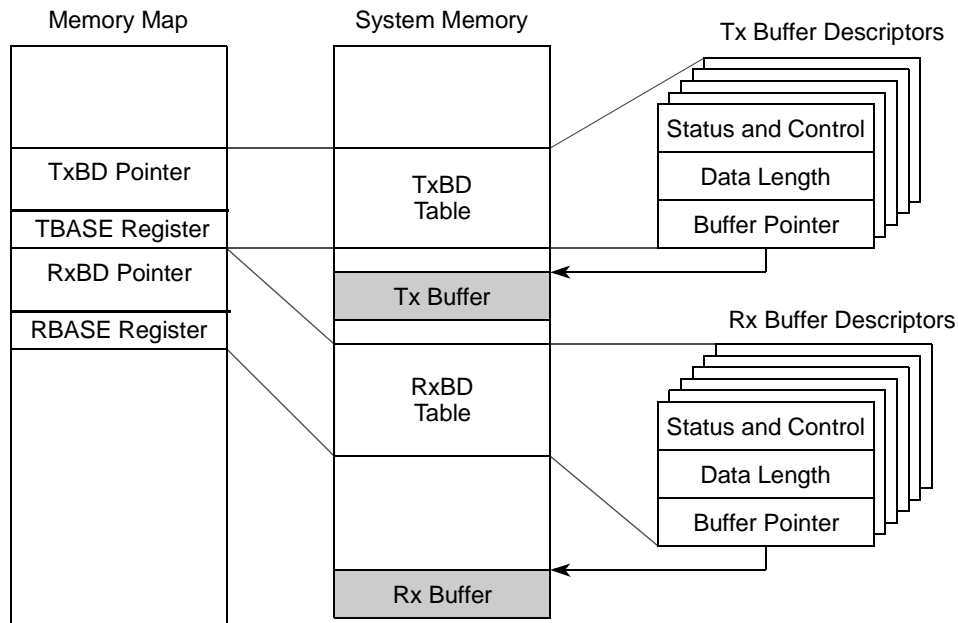 Memory Map
System Memory
Tx Buffer Descriptors
TxBD Pointer
TBASE Register
RxBD Pointer
RBASE Register
TxBD
Table
Tx Buffer
RxBD
Table
Rx Buffer
Status and Control
Data Length
Buffer Pointer
Rx Buffer Descriptors
Status and Control
Data Length
Buffer Pointer